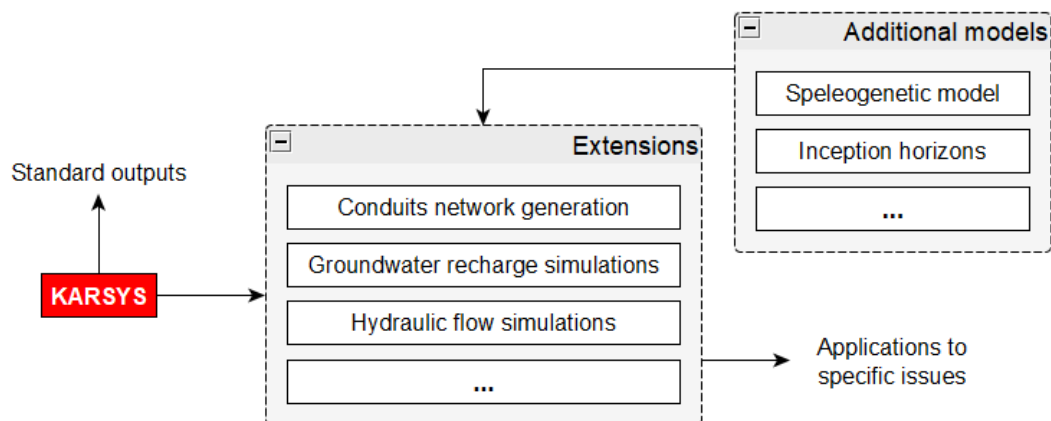 Additional models
Speleogenetic model
Inception horizons
...
Extensions
Conduits network generation
Groundwater recharge simulations
Hydraulic flow simulations
...
Standard outputs
KARSYS
Applications to
specific issues